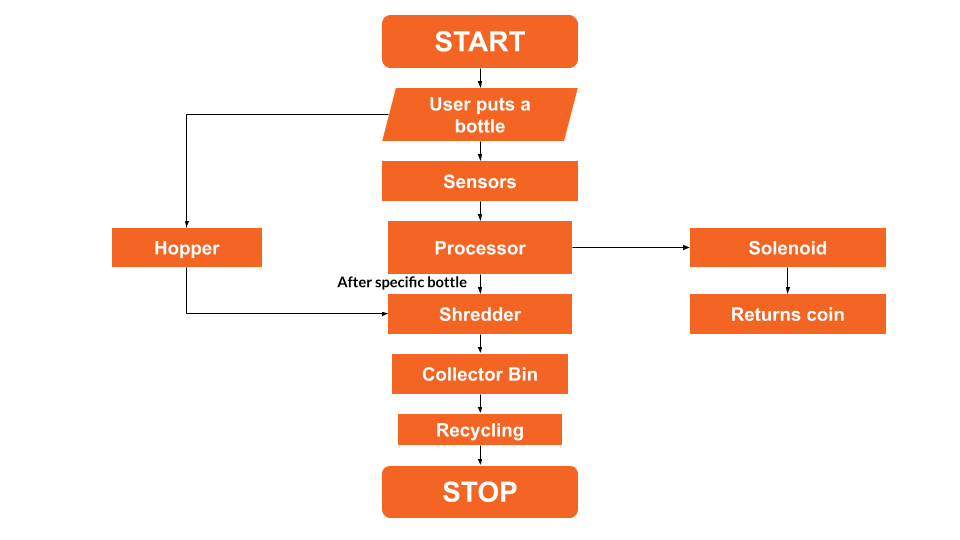 START
User puts a
bottle
Sensors
Hopper
Processor
Solenoid
After specific bottle
Shredder
Returns coin
Collector Bin
Recycling
STOP